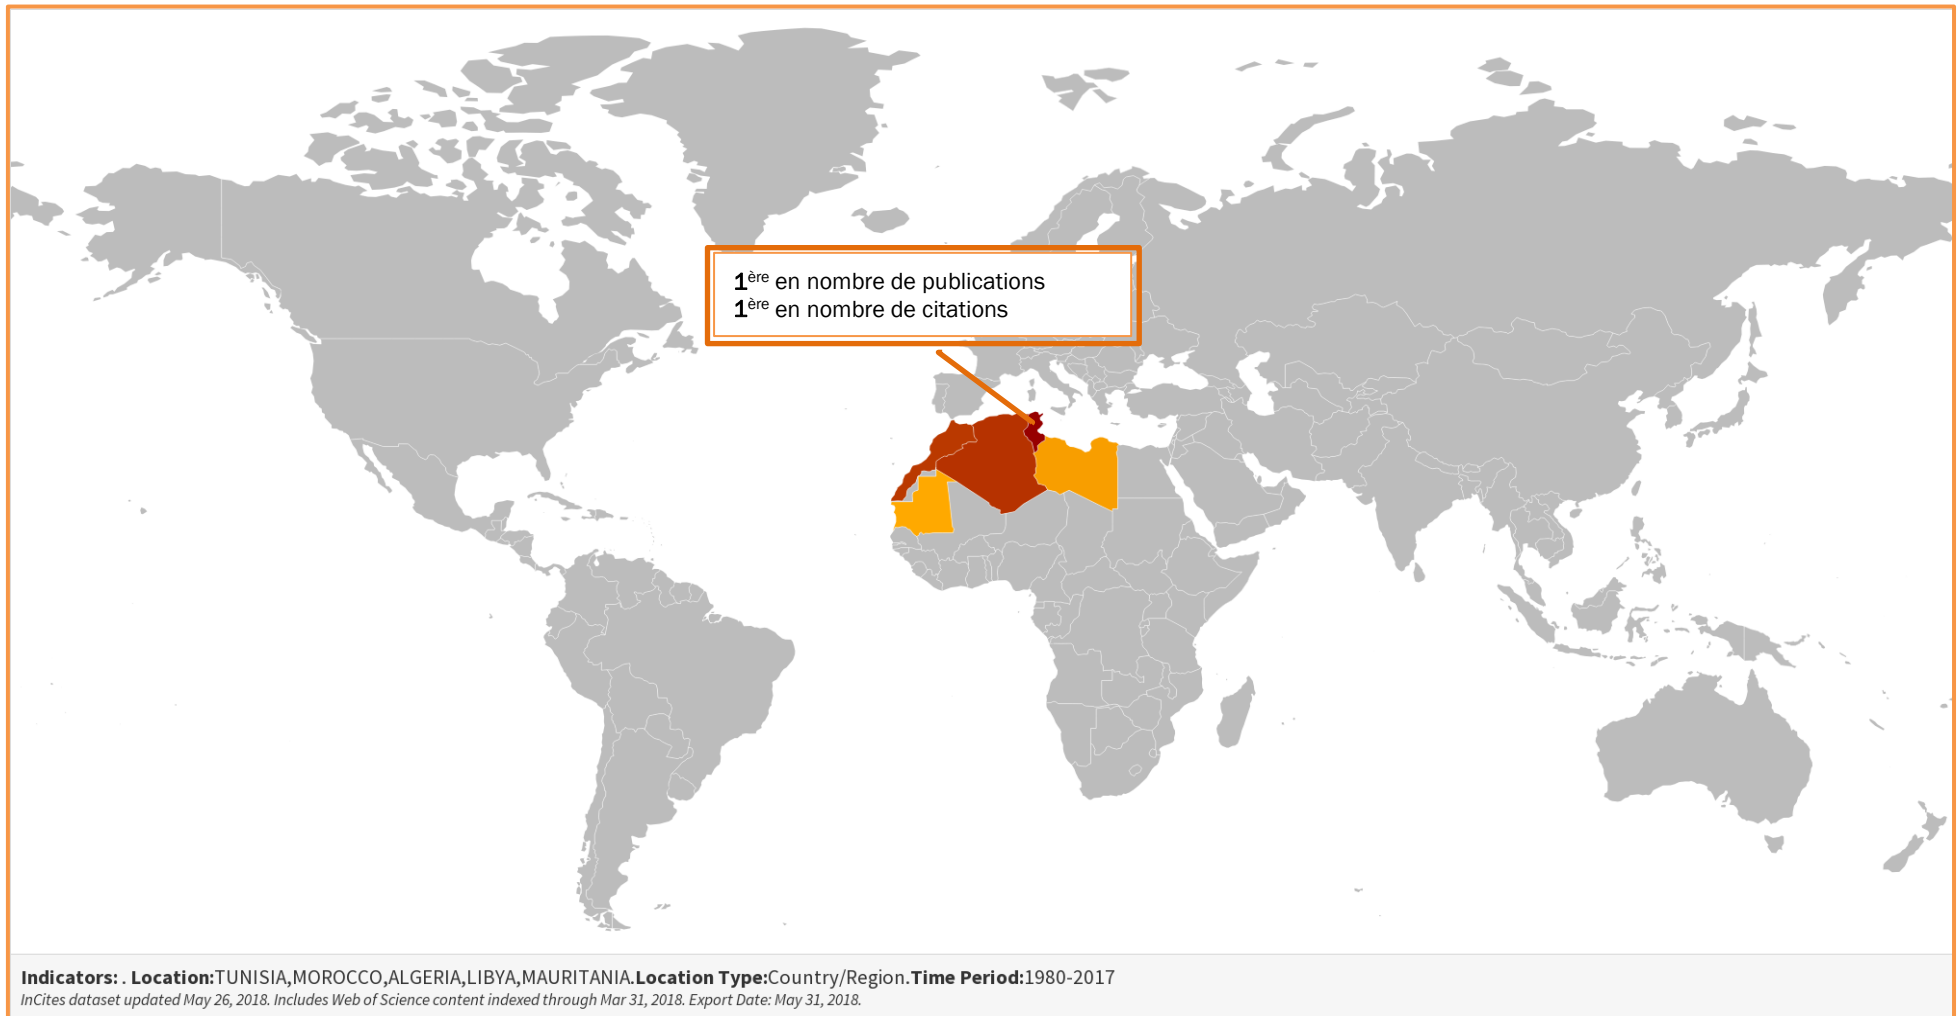 1ère en nombre de publications
1ère en nombre de citations
Indicators: . Location:TUNISIA,MOROCCO,ALGERIA,LIBYA,MAURITANIA.Location Type:Country/Region.Time Period:1980-2017
InCites dataset updated May 26, 2018. Includes Web of Science content indexed through Mar 31, 2018. Export Date: May 31, 2018.